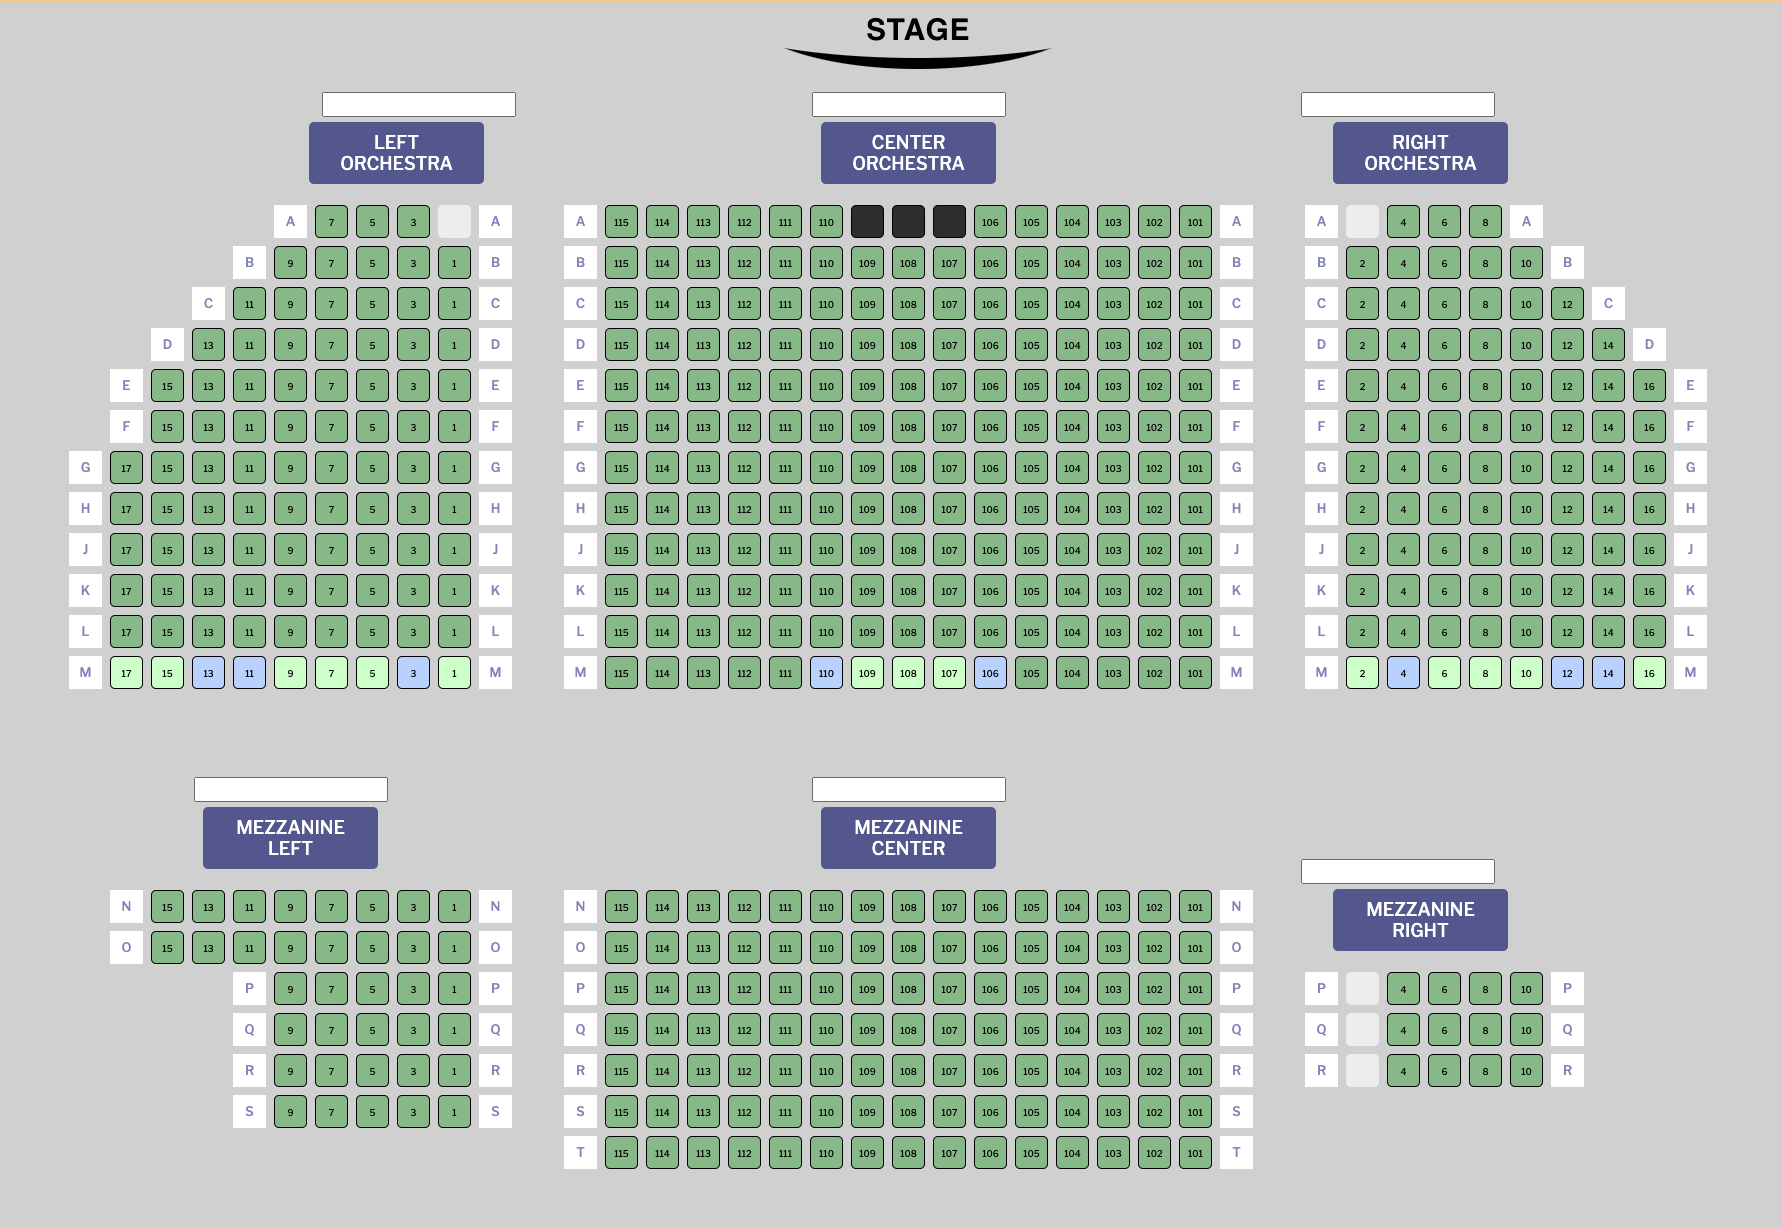 STAGE
LEFT
ORCHESTRA
CENTER
ORCHESTRA
RIGHT
ORCHESTRA
A 7 5 3 A A 115 114 113 112 111 110 106 105 104 103 102 101 A A 4 6 8 A
B 9 7 5 3 1 B B 115 114 113 112 111 110 109 108 107 106 105 104 103 102 101 B B 2 4 6 8 10 B
C 11 9 7 5 3 1 C C 115 114 113 112 111 110 109 108 107 106 105 104 103 102 101 C C 2 4 6 8 10 12 C
D 13 11 9 7 5 3 1 D D 115 114 113 112 111 110 109 108 107 106 105 104 103 102 101 D D 2 4 6 8 10 12 14 D
E 15 13 11 9 7 5 3 1 E E 115 114 113 112 111 110 109 108 107 106 105 104 103 102 101 E E 2 4 6 8 10 12 14 16 E
F 15 13 11 9 7 5 3 1 F F 115 114 113 112 111 110 109 108 107 106 105 104 103 102 101 F F 2 4 6 8 10 12 14 16 F
G 17 15 13 11 9 7 5 3 1 G G 115 114 113 112 111 110 109 108 107 106 105 104 103 102 101 G G 2 4 6 8 10 12 14 16 G
H 17 15 13 11 9 7 5 3 1 H H 115 114 113 112 111 110 109 108 107 106 105 104 103 102 101 H H 2 4 6 8 10 12 14 16 H
J 17 15 13 11 9 7 5 3 1 J J 115 114 113 112 111 110 109 108 107 106 105 104 103 102 101 J J 2 4 6 8 10 12 14 16 J
K 17 15 13 11 9 7 5 3 1 K K 115 114 113 112 111 110 109 108 107 106 105 104 103 102 101 K K 2 4 6 8 10 12 14 16 K
L 17 15 13 11 9 7 5 3 1 L L 115 114 113 112 111 110 109 108 107 106 105 104 103 102 101 L L 2 4 6 8 10 12 14 16 L
M 17 15 13 11 9 7 5 3 1 M M 115 114 113 112 111 110 109 108 107 106 105 104 103 102 101 M M 2 4 6 8 10 12 14 16 M
MEZZANINE
LEFT
MEZZANINE
CENTER
MEZZANINE
RIGHT
N 15 13 11 9 7 5 3 1 N N 115 114 113 112 111 110 109 108 107 106 105 104 103 102 101 N
O 15 13 11 9 7 5 3 1 O O 115 114 113 112 111 110 109 108 107 106 105 104 103 102 101 O
P 9 7 5 3 1 P P 115 114 113 112 111 110 109 108 107 106 105 104 103 102 101 P P 4 6 8 10 P
Q 9 7 5 3 1 Q Q 115 114 113 112 111 110 109 108 107 106 105 104 103 102 101 Q Q 4 6 8 10 Q
R 9 7 5 3 1 R R 115 114 113 112 111 110 109 108 107 106 105 104 103 102 101 R R 4 6 8 10 R
S 9 7 5 3 1 S S 115 114 113 112 111 110 109 108 107 106 105 104 103 102 101 S
T 115 114 113 112 111 110 109 108 107 106 105 104 103 102 101 T